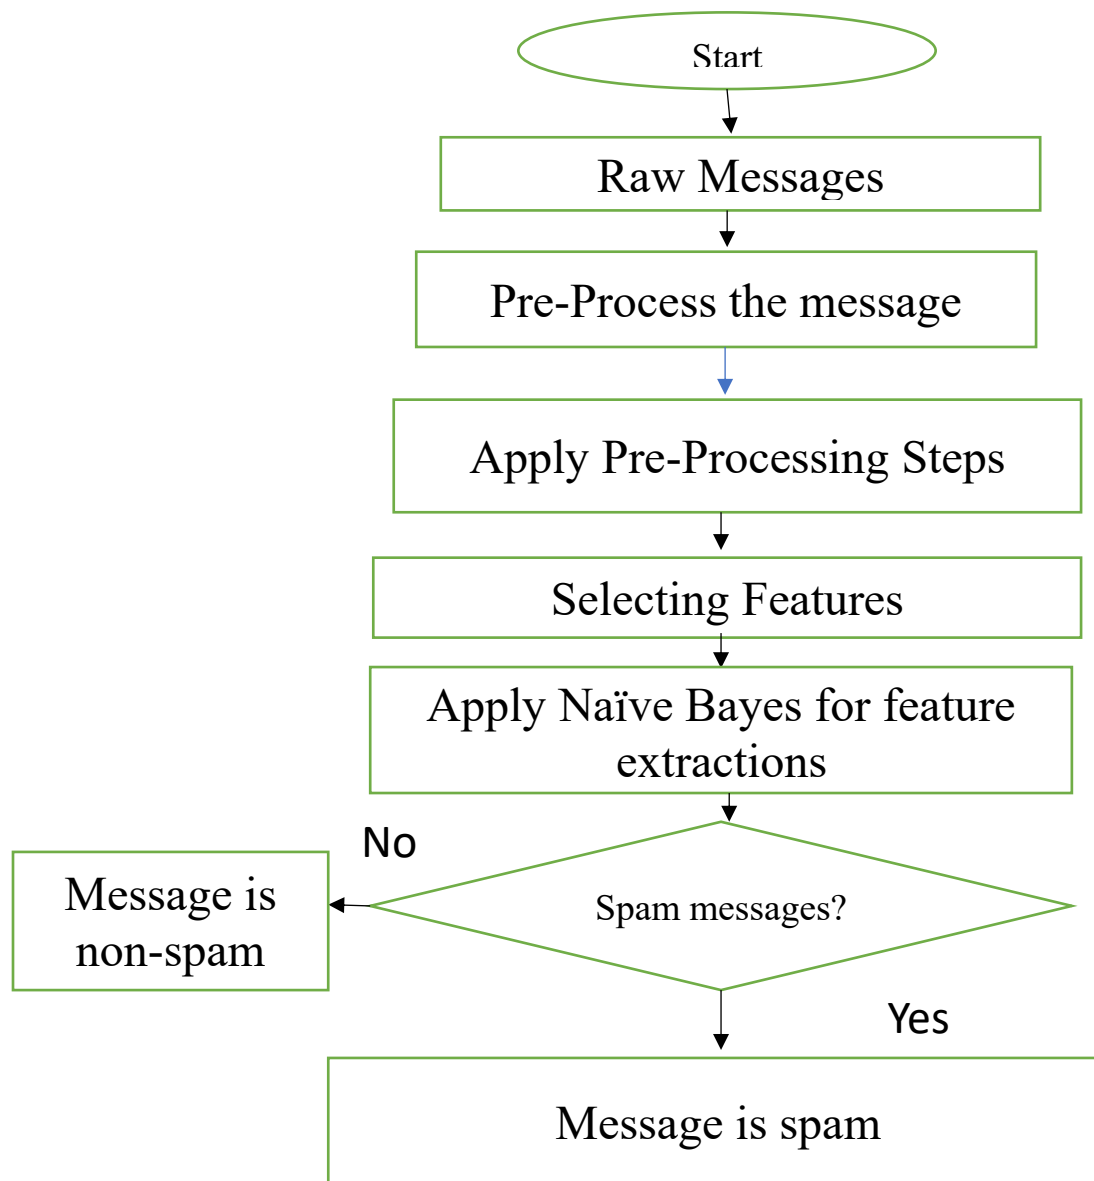 Start
Raw Messages
Pre-Process the message
Apply Pre-Processing Steps
Selecting Features
Apply Naïve Bayes for feature
extractions
No
Message is
non-spam
Spam messages?
Yes
Message is spam